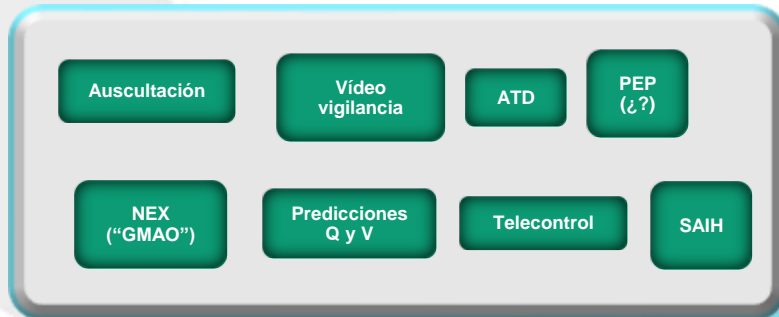 Auscultación
Vídeo
vigilancia
ATD
PEP
(¿?)
NEX
(“GMAO”)
Predicciones
Q y V
Telecontrol
SAIH